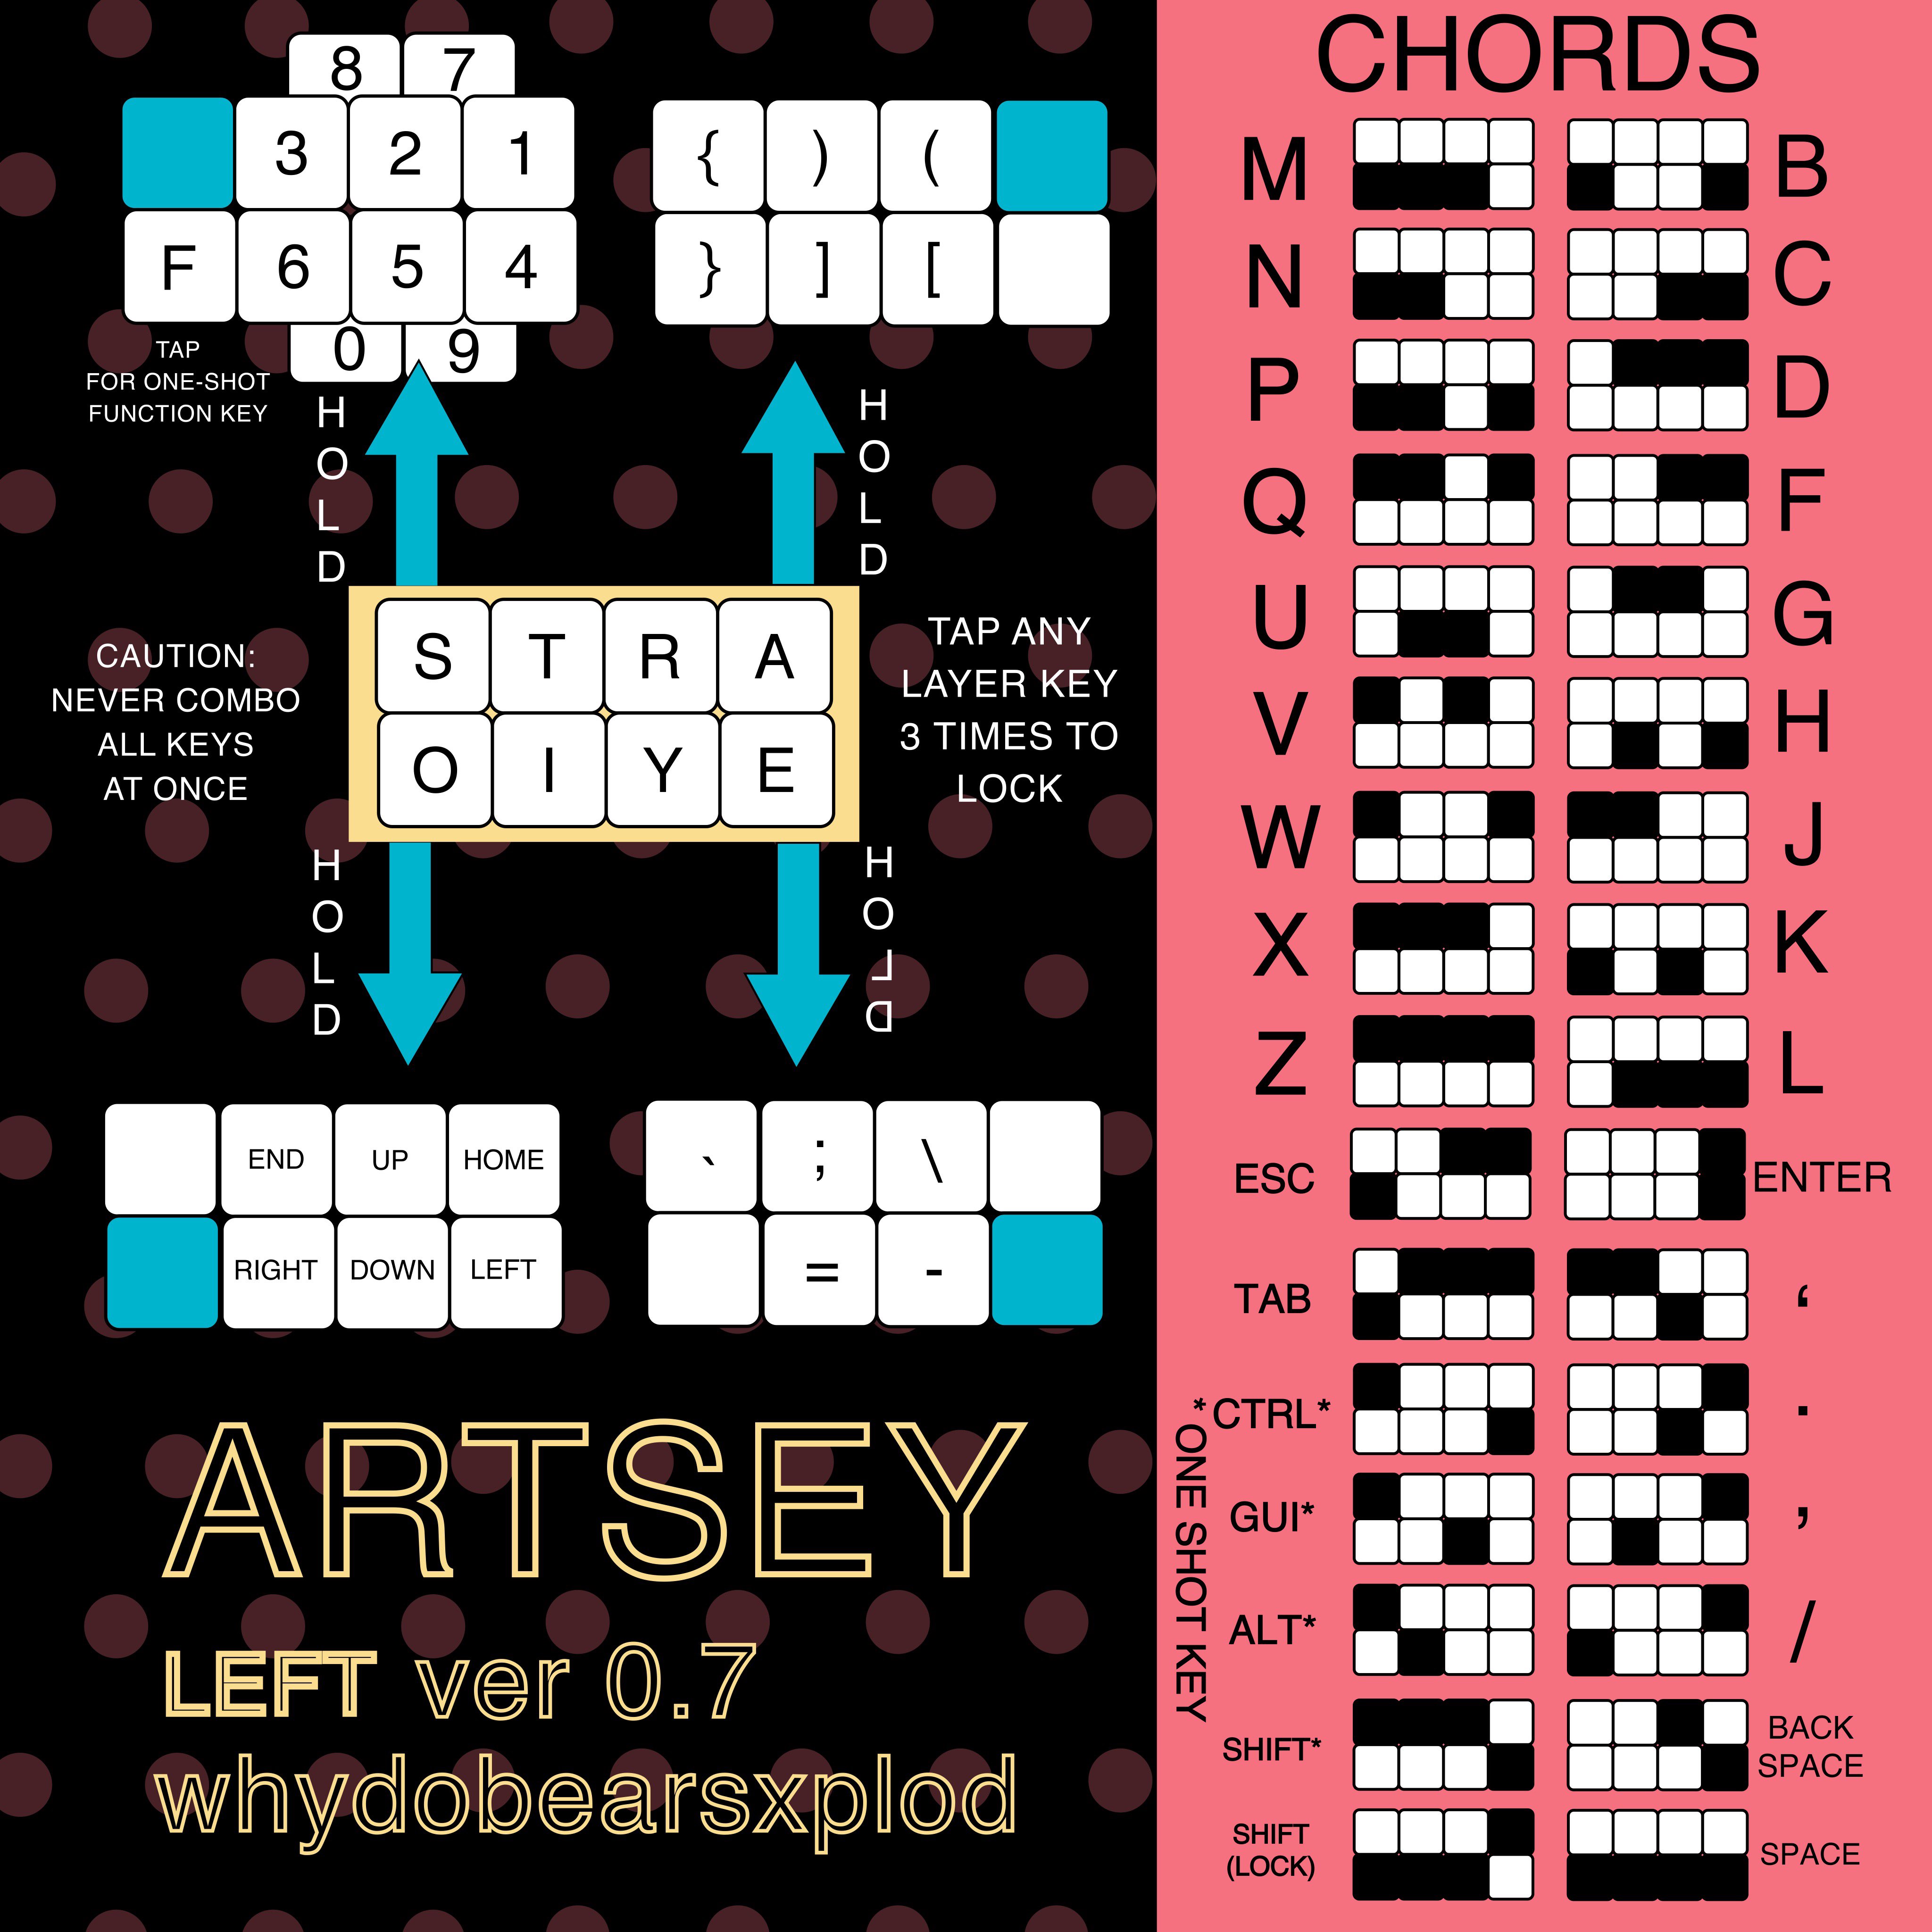 8 7
3 2 1
F 6 5 4
0 9
TAP
FOR ONE-SHOT
FUNCTION KEY
{ ) (
} ] [
HOLD
HOLD
CAUTION:
NEVER COMBO
ALL KEYS
AT ONCE
S T R A
O I Y E
TAP ANY
LAYER KEY
3 TIMES TO
LOCK
HOLD
HOLD
END UP HOME
RIGHT DOWN LEFT
` ; \
= -
ARTSEY
LEFT ver 0.7
whydobearsxplod
CHORDS
M B
N C
P D
Q F
U G
V H
W J
X K
Z L
ESC ENTER
TAB ‘
*CTRL* .
GUI* ,
ALT* /
ONE SHOT KEY
SHIFT* BACK
SPACE
SHIFT
(LOCK) SPACE